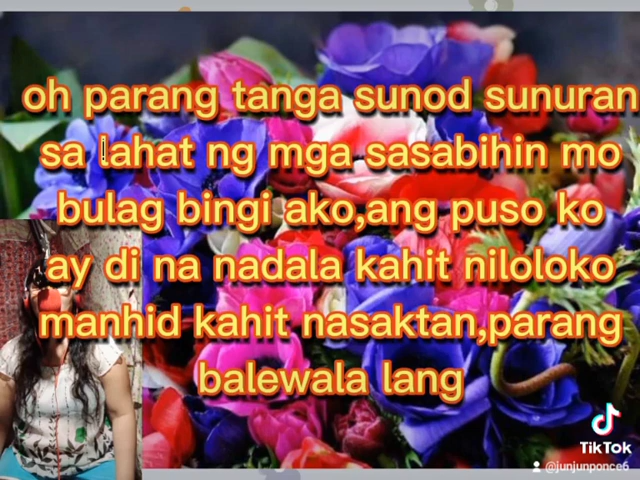 oh parang tanga sunod sunuran
sa lahat ng mga sasabihin mo
bulag bingi ako,ang puso ko
ay di na nadala kahit niloloko
manhid kahit nasaktan,parang
balewala lang
TikTok
@junjunponce6